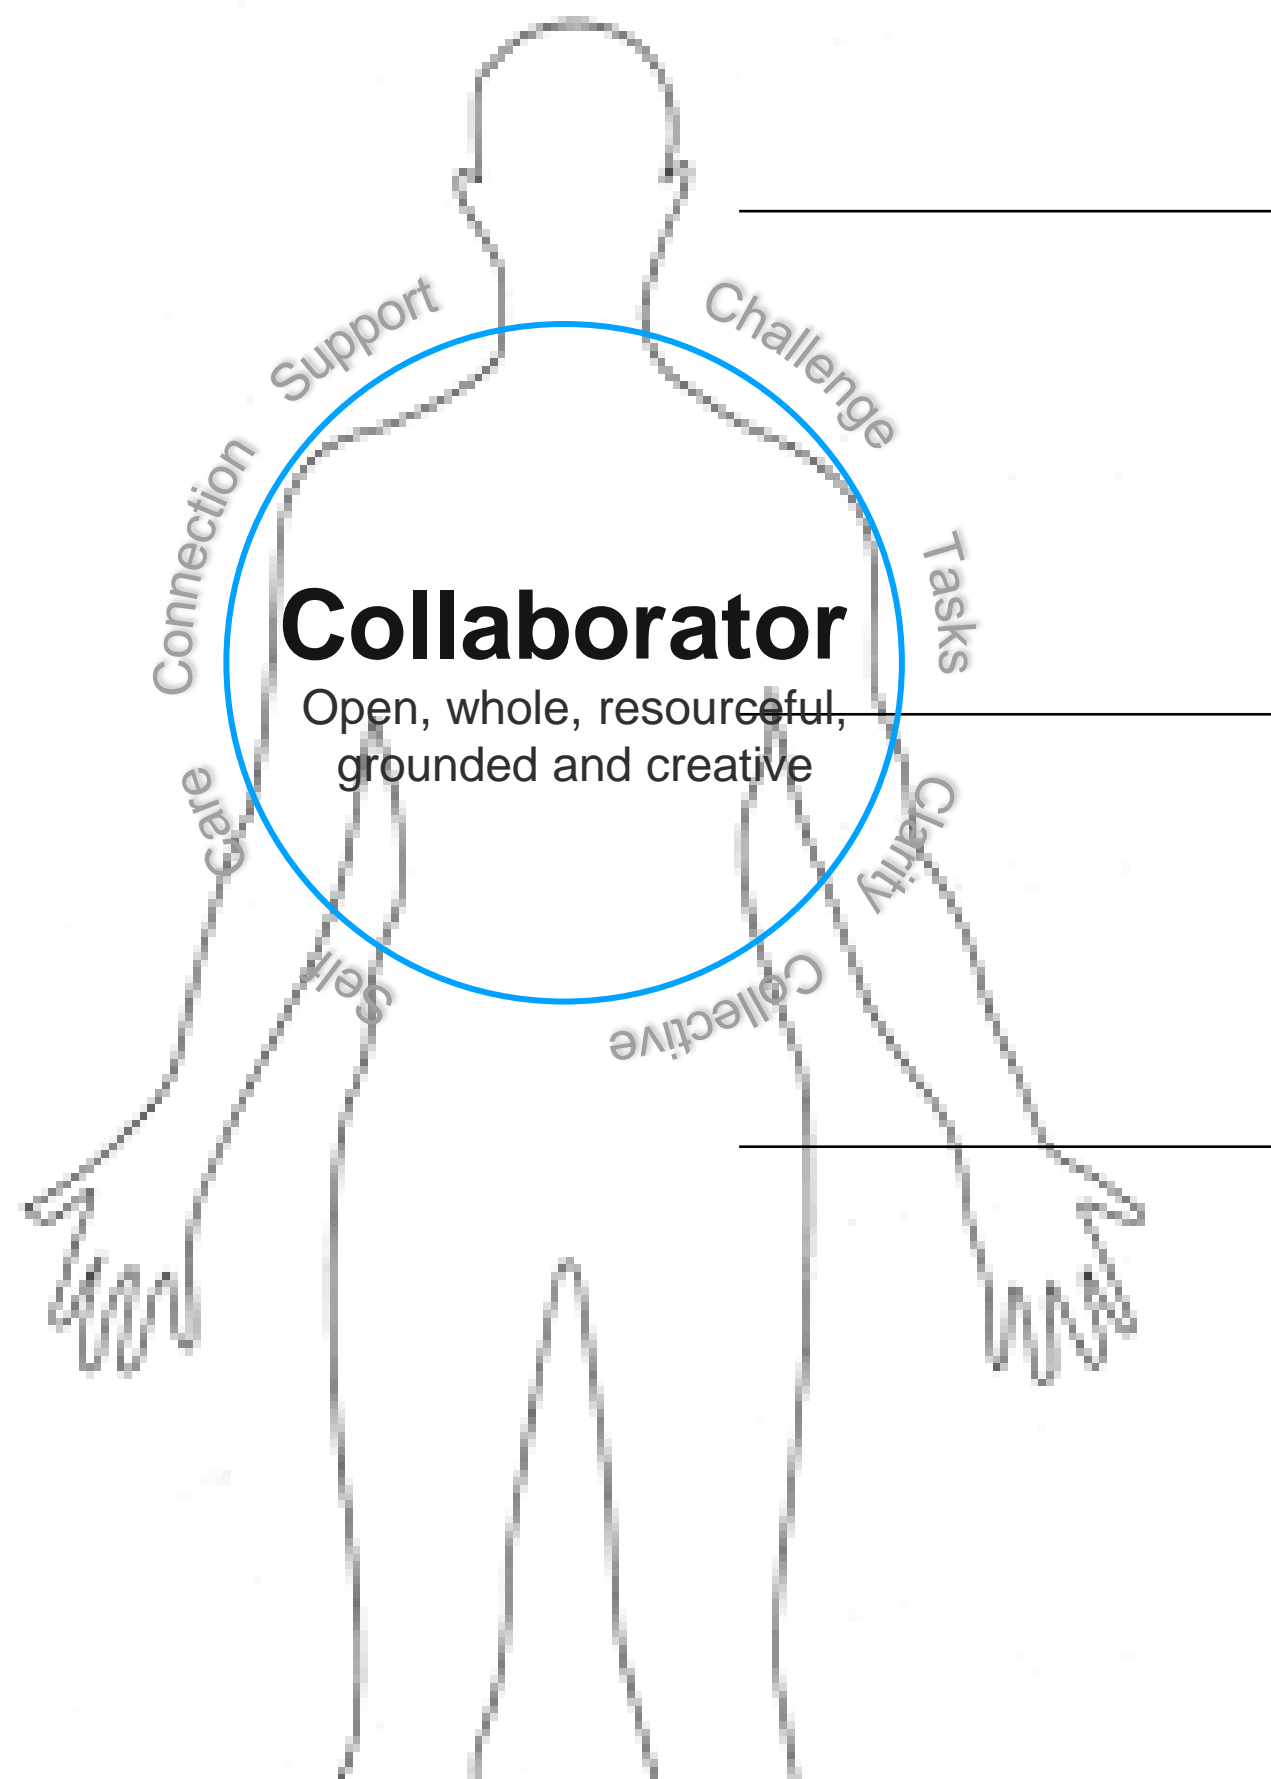 Support
Challenge
Connection
Tasks
Collaborator
Open, whole, resourceful,
grounded and creative
Care
Clarity
Self
Collective